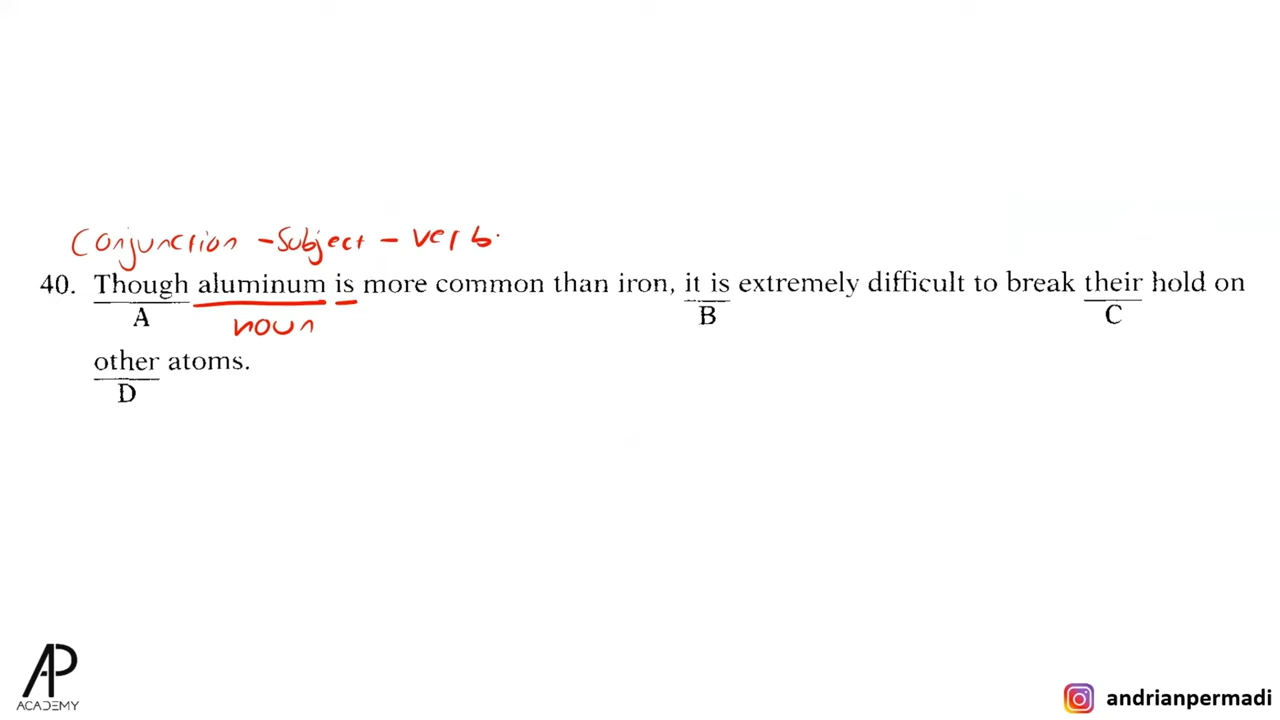 Conjunction - Subject - Verb
40. Though aluminum is more common than iron, it is extremely difficult to break their hold on
A B C
noun
other atoms.
D
AP
ACADEMY
andrianpermadi